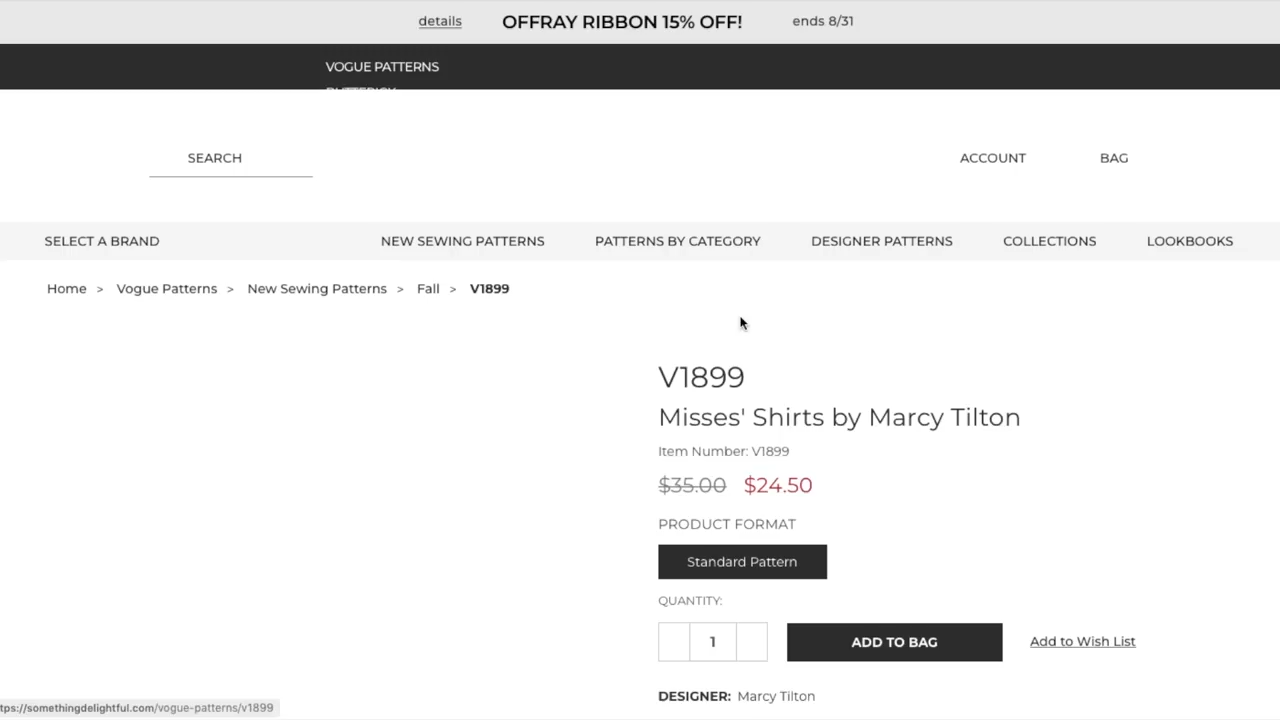 details OFFRAY RIBBON 15% OFF! ends 8/31
VOGUE PATTERNS
BUTTERICK
SEARCH ACCOUNT BAG
SELECT A BRAND NEW SEWING PATTERNS PATTERNS BY CATEGORY DESIGNER PATTERNS COLLECTIONS LOOKBOOKS
Home > Vogue Patterns > New Sewing Patterns > Fall > V1899
V1899
Misses' Shirts by Marcy Tilton
Item Number: V1899
$35.00 $24.50
PRODUCT FORMAT
Standard Pattern
QUANTITY:
1 ADD TO BAG Add to Wish List
DESIGNER: Marcy Tilton
tps://somethingdelightful.com/vogue-patterns/v1899